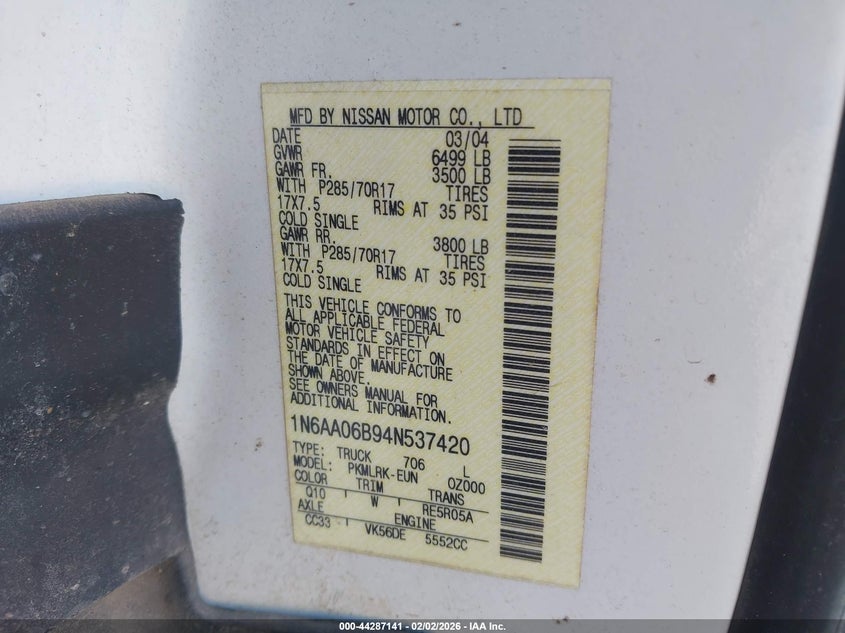 MFD BY NISSAN MOTOR CO., LTD
DATE 03/04
GVWR 6499 LB
GAWR FR. 3500 LB
WITH P285/70R17 TIRES
17X7.5 RIMS AT 35 PSI
COLD SINGLE
GAWR RR. 3800 LB
WITH P285/70R17 TIRES
17X7.5 RIMS AT 35 PSI
COLD SINGLE
THIS VEHICLE CONFORMS TO
ALL APPLICABLE FEDERAL
MOTOR VEHICLE SAFETY
STANDARDS IN EFFECT ON
THE DATE OF MANUFACTURE
SHOWN ABOVE.
SEE OWNERS MANUAL FOR
ADDITIONAL INFORMATION.
1N6AA06B94N537420
TYPE: TRUCK 706 L
MODEL: PKMLRK-EUN 0Z000
COLOR TRIM TRANS
Q10 W RE5R05A
AXLE ENGINE
CC33 VK56DE 5552CC
000-44287141 - 02/02/2026 - IAA Inc.